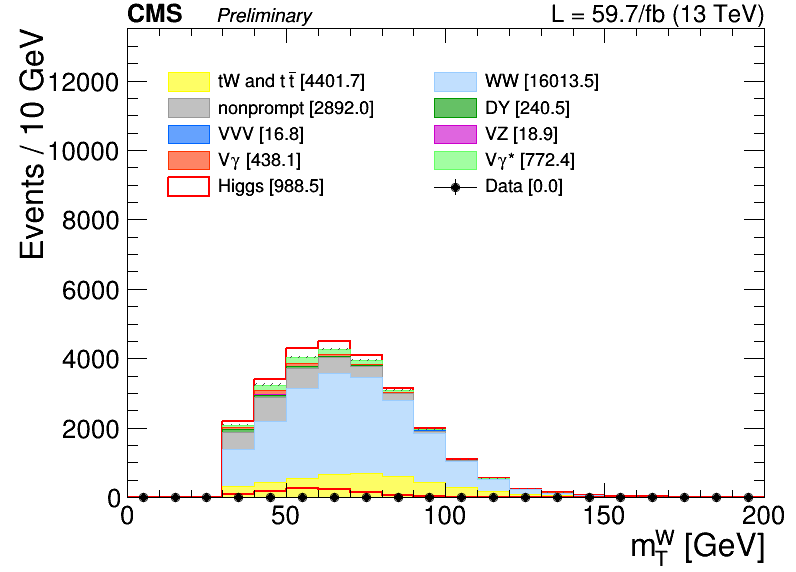 CMS Preliminary L = 59.7/fb (13 TeV)
Events / 10 GeV
12000
10000
8000
6000
4000
2000
0
tW and tt̅ [4401.7] WW [16013.5]
nonprompt [2892.0] DY [240.5]
VVV [16.8] VZ [18.9]
Vγ [438.1] Vγ* [772.4]
Higgs [988.5] Data [0.0]
0 50 100 150 200
m_T^W [GeV]